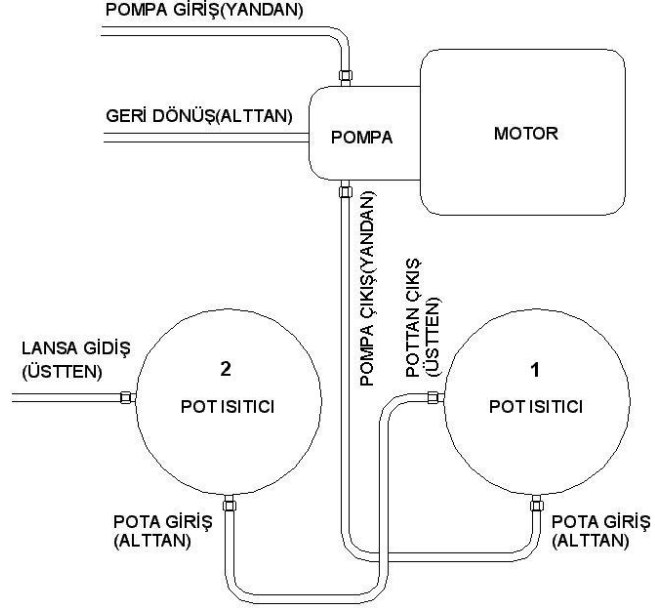 POMPA GİRİŞ(YANDAN)
GERİ DÖNÜŞ(ALTTAN)
POMPA
MOTOR
POMPA ÇIKIŞ(YANDAN)
POTTAN ÇIKIŞ
(ÜSTTEN)
LANSA GİDİŞ
(ÜSTTEN)
2
POT ISITICI
1
POT ISITICI
POTA GİRİŞ
(ALTTAN)
POTA GİRİŞ
(ALTTAN)